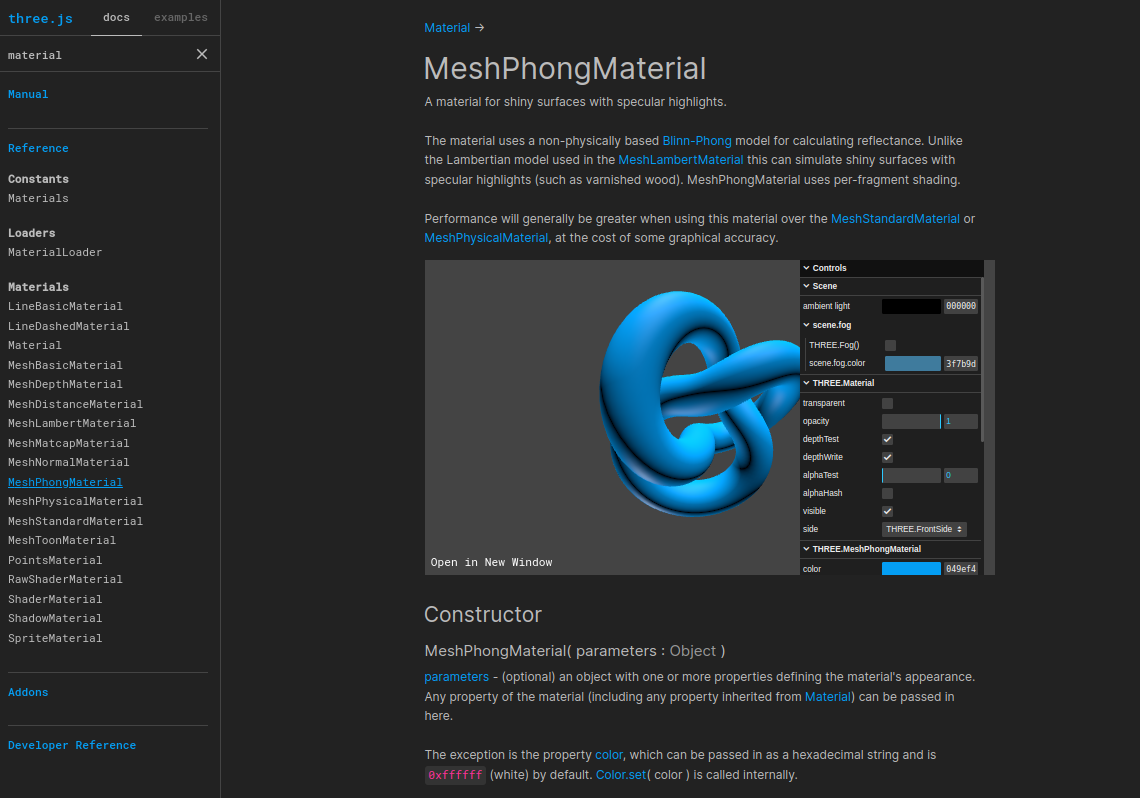 three.js
docs
examples
material
Manual
Reference
Constants
Materials
Loaders
MaterialLoader
Materials
LineBasicMaterial
LineDashedMaterial
Material
MeshBasicMaterial
MeshDepthMaterial
MeshDistanceMaterial
MeshLambertMaterial
MeshMatcapMaterial
MeshNormalMaterial
MeshPhongMaterial
MeshPhysicalMaterial
MeshStandardMaterial
MeshToonMaterial
PointsMaterial
RawShaderMaterial
ShaderMaterial
ShadowMaterial
SpriteMaterial
Addons
Developer Reference
Material →
MeshPhongMaterial
A material for shiny surfaces with specular highlights.
The material uses a non-physically based Blinn-Phong model for calculating reflectance. Unlike
the Lambertian model used in the MeshLambertMaterial this can simulate shiny surfaces with
specular highlights (such as varnished wood). MeshPhongMaterial uses per-fragment shading.
Performance will generally be greater when using this material over the MeshStandardMaterial or
MeshPhysicalMaterial, at the cost of some graphical accuracy.
Controls
Scene
ambient light 000000
scene.fog
THREE.Fog()
scene.fog.color 3f7b9d
THREE.Material
transparent
opacity 1
depthTest
depthWrite
alphaTest 0
alphaHash
visible
side THREE.FrontSide
THREE.MeshPhongMaterial
color 049ef4
Open in New Window
Constructor
MeshPhongMaterial( parameters : Object )
parameters - (optional) an object with one or more properties defining the material's appearance.
Any property of the material (including any property inherited from Material) can be passed in
here.
The exception is the property color, which can be passed in as a hexadecimal string and is
0xffffff (white) by default. Color.set( color ) is called internally.